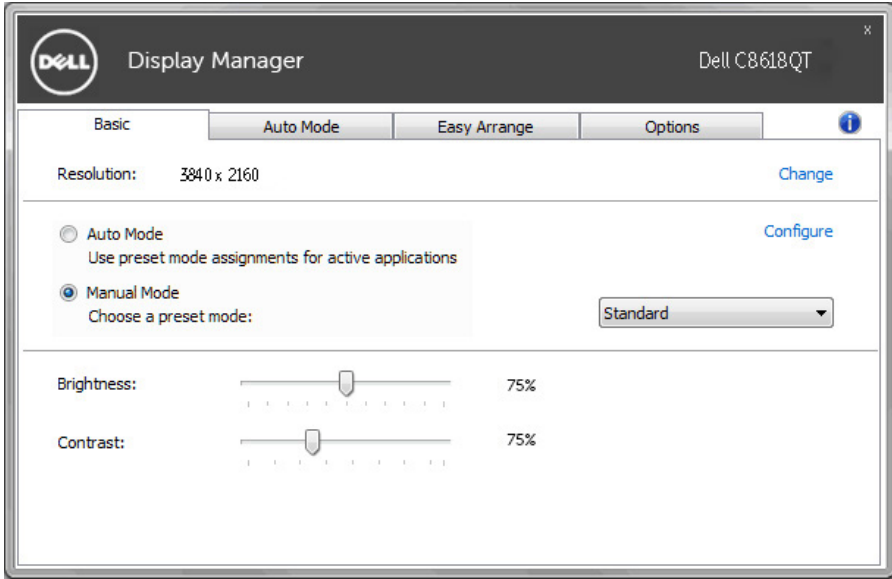 DELL
Display Manager
Dell C8618QT
x
Basic
Auto Mode
Easy Arrange
Options
i
Resolution: 3840 x 2160 Change
Auto Mode Configure
Use preset mode assignments for active applications
Manual Mode
Choose a preset mode: Standard
Brightness: 75%
Contrast: 75%